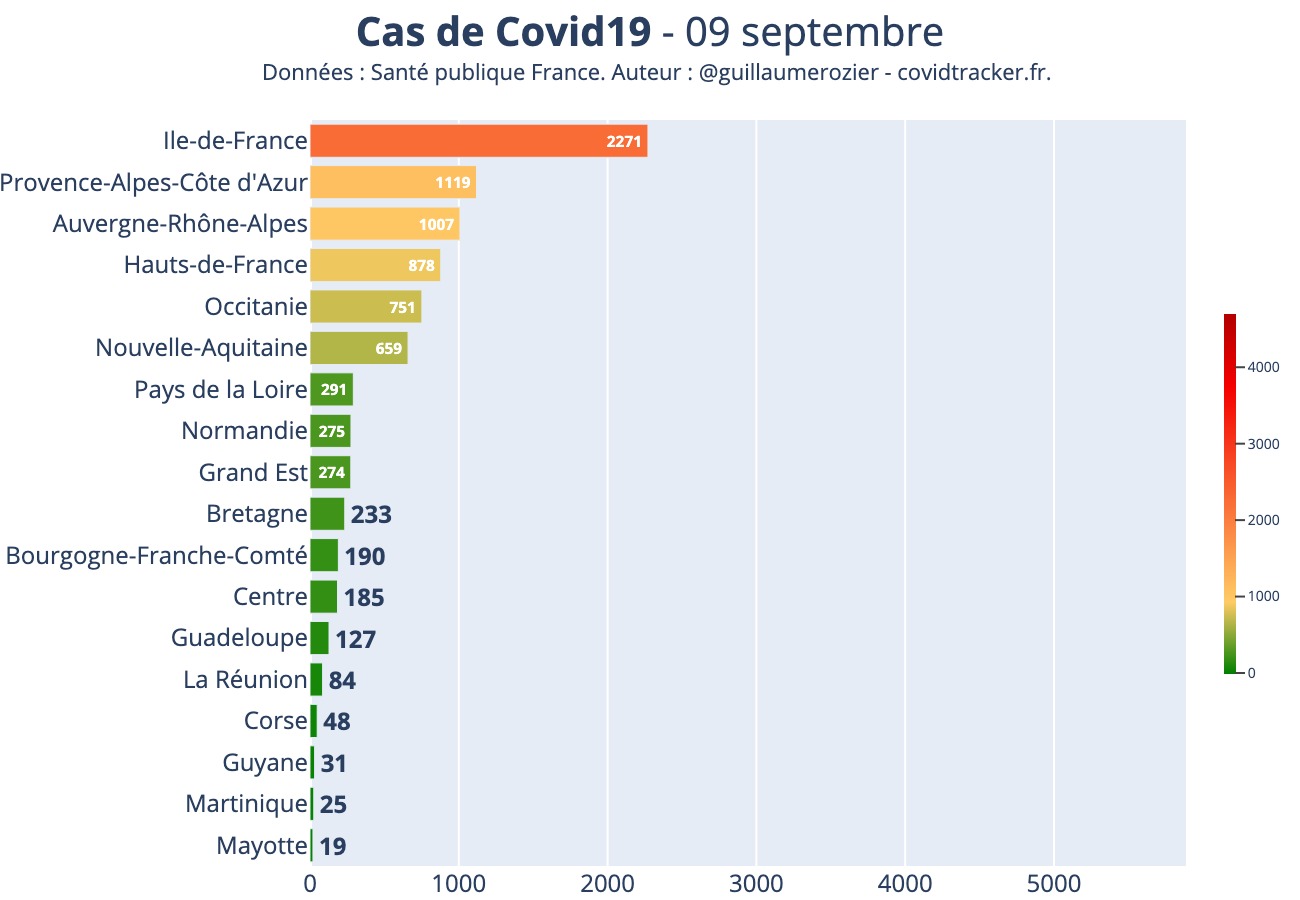 Cas de Covid19 - 09 septembre
Données : Santé publique France. Auteur : @guillaumerozier - covidtracker.fr.
Ile-de-France 2271
Provence-Alpes-Côte d'Azur 1119
Auvergne-Rhône-Alpes 1007
Hauts-de-France 878
Occitanie 751
Nouvelle-Aquitaine 659
Pays de la Loire 291
Normandie 275
Grand Est 274
Bretagne 233
Bourgogne-Franche-Comté 190
Centre 185
Guadeloupe 127
La Réunion 84
Corse 48
Guyane 31
Martinique 25
Mayotte 19
0 1000 2000 3000 4000 5000
4000
3000
2000
1000
0